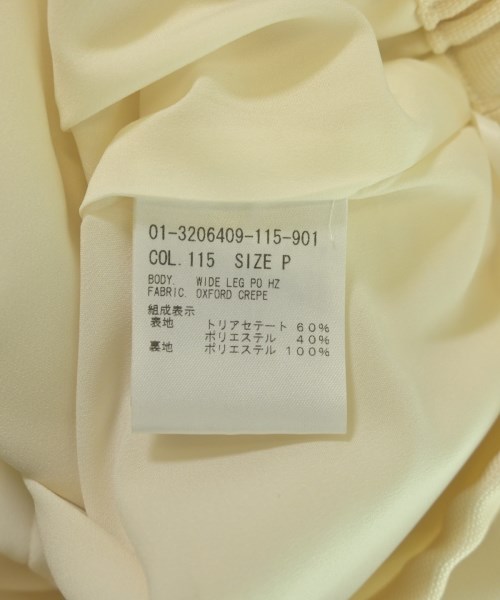 01-3206409-115-901
COL.115 SIZE P
BODY. WIDE LEG PO HZ
FABRIC. OXFORD CREPE
組成表示
表地 トリアセテート 60%
ポリエステル 40%
裏地 ポリエステル 100%